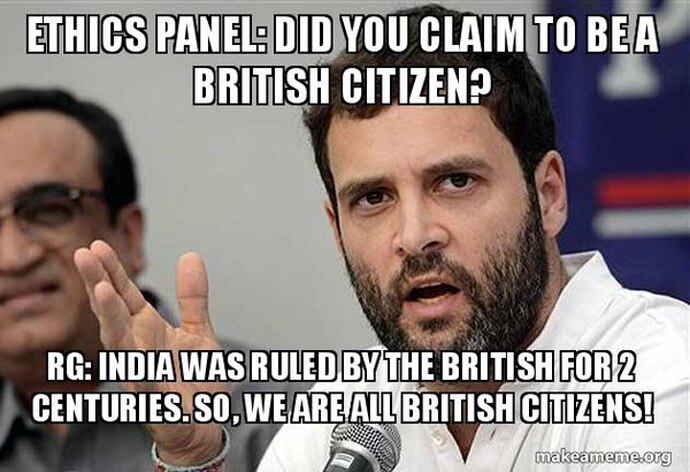 ETHICS PANEL: DID YOU CLAIM TO BE A
BRITISH CITIZEN?
RG: INDIA WAS RULED BY THE BRITISH FOR 2
CENTURIES. SO, WE ARE ALL BRITISH CITIZENS!
makeameme.org